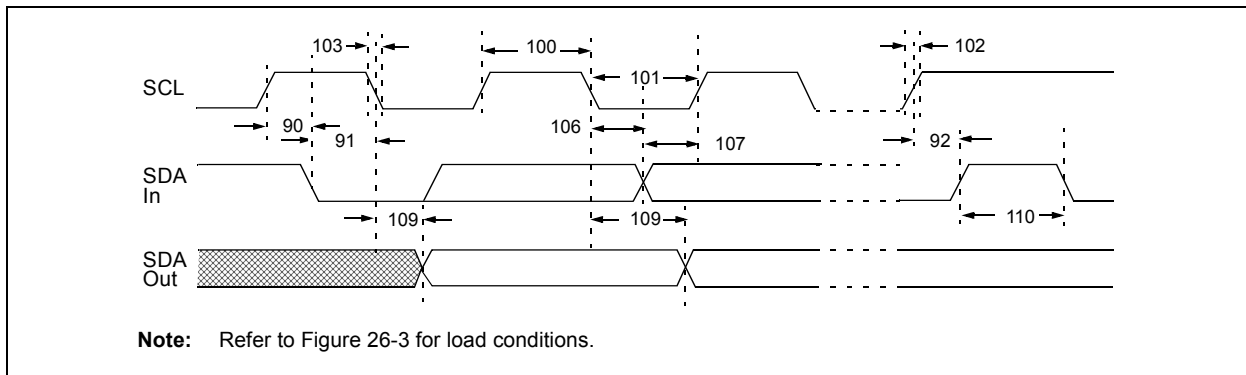 103 100 102
SCL 101
90 106
91 107 92
SDA
In
109 109 110
SDA
Out
Note: Refer to Figure 26-3 for load conditions.